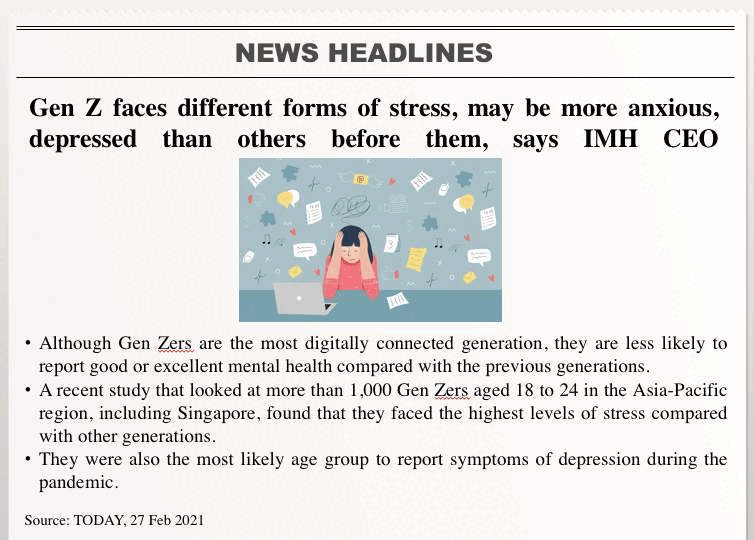 NEWS HEADLINES
Gen Z faces different forms of stress, may be more anxious,
depressed than others before them, says IMH CEO
• Although Gen Zers are the most digitally connected generation, they are less likely to
report good or excellent mental health compared with the previous generations.
• A recent study that looked at more than 1,000 Gen Zers aged 18 to 24 in the Asia-Pacific
region, including Singapore, found that they faced the highest levels of stress compared
with other generations.
• They were also the most likely age group to report symptoms of depression during the
pandemic.
Source: TODAY, 27 Feb 2021